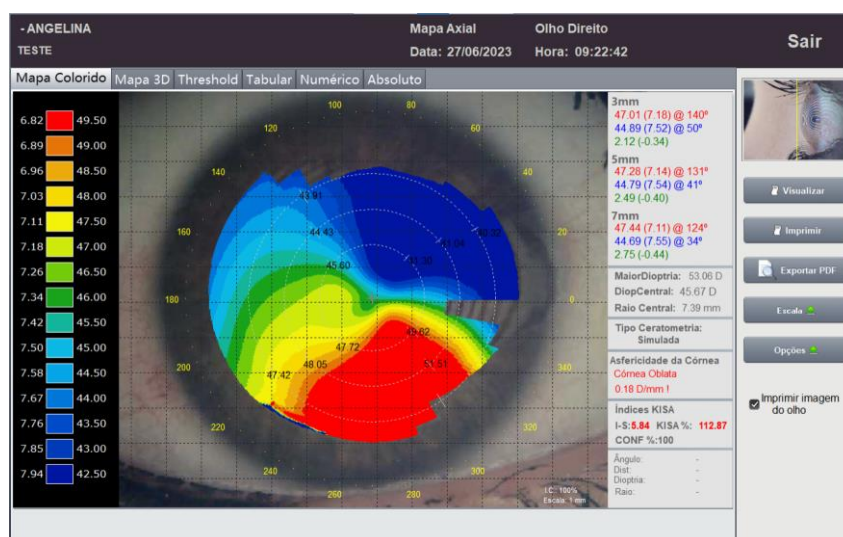 - ANGELINA
TESTE
Mapa Axial
Data: 27/06/2023
Olho Direito
Hora: 09:22:42
Sair
Mapa Colorido
Mapa 3D
Threshold
Tabular
Numérico
Absoluto
6.82 49.50
6.89 49.00
6.96 48.50
7.03 48.00
7.11 47.50
7.18 47.00
7.26 46.50
7.34 46.00
7.42 45.50
7.50 45.00
7.58 44.50
7.67 44.00
7.76 43.50
7.85 43.00
7.94 42.50
100 80
120 60
140
43.91
160 44.43 20
45.60
180 0
49.62
47.72
48.05
200 47.42 51.51 340
220
240 300
260 280
I.C.: 100%
Escala: 1 mm
3mm
47.01 (7.18) @ 140º
44.89 (7.52) @ 50º
2.12 (-0.34)
5mm
47.28 (7.14) @ 131º
44.79 (7.54) @ 41º
2.49 (-0.40)
7mm
47.44 (7.11) @ 124º
44.69 (7.55) @ 34º
2.75 (-0.44)
MaiorDioptria: 53.06 D
DiopCentral: 45.67 D
Raio Central: 7.39 mm
Tipo Ceratometria:
Simulada
Asfericidade da Córnea
Córnea Oblata
0.18 D/mm !
Índices KISA
I-S:5.84 KISA%: 112.87
CONF %:100
Ângulo: -
Dist: -
Dioptria: -
Raio: -
Visualizar
Imprimir
Exportar PDF
Escala
Opções
Imprimir imagem
do olho